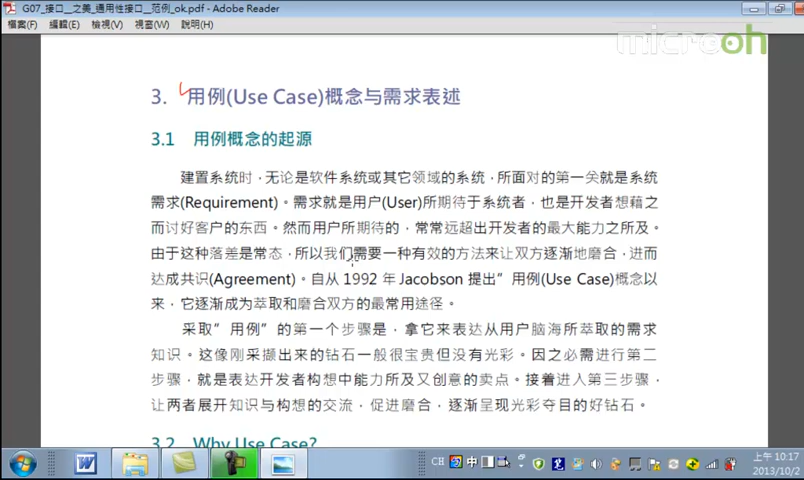 G07_接口__之美_通用性接口__范例_ok.pdf - Adobe Reader
檔案(F) 編輯(E) 檢視(V) 視窗(W) 說明(H)
microoh
3. 用例(Use Case)概念与需求表述
3.1 用例概念的起源
建置系统时，无论是软件系统或其它领域的系统，所面对的第一关就是系统
需求(Requirement)。需求就是用户(User)所期待于系统者，也是开发者想藉之
而讨好客户的东西。然而用户所期待的，常常远超出开发者的最大能力之所及。
由于这种落差是常态，所以我们需要一种有效的方法来让双方逐渐地磨合，进而
达成共识(Agreement)。自从 1992 年 Jacobson 提出”用例(Use Case)概念以
来，它逐渐成为萃取和磨合双方的最常用途径。
采取”用例”的第一个步骤是，拿它来表达从用户脑海所萃取的需求
知识。这像刚采撷出来的钻石一般很宝贵但没有光彩。因之必需进行第二
步骤，就是表达开发者构想中能力所及又创意的卖点。接着进入第三步骤，
让两者展开知识与构想的交流，促进磨合，逐渐呈现光彩夺目的好钻石。
3.2 Why Use Case?
CH 中 上午 10:17
2013/10/2